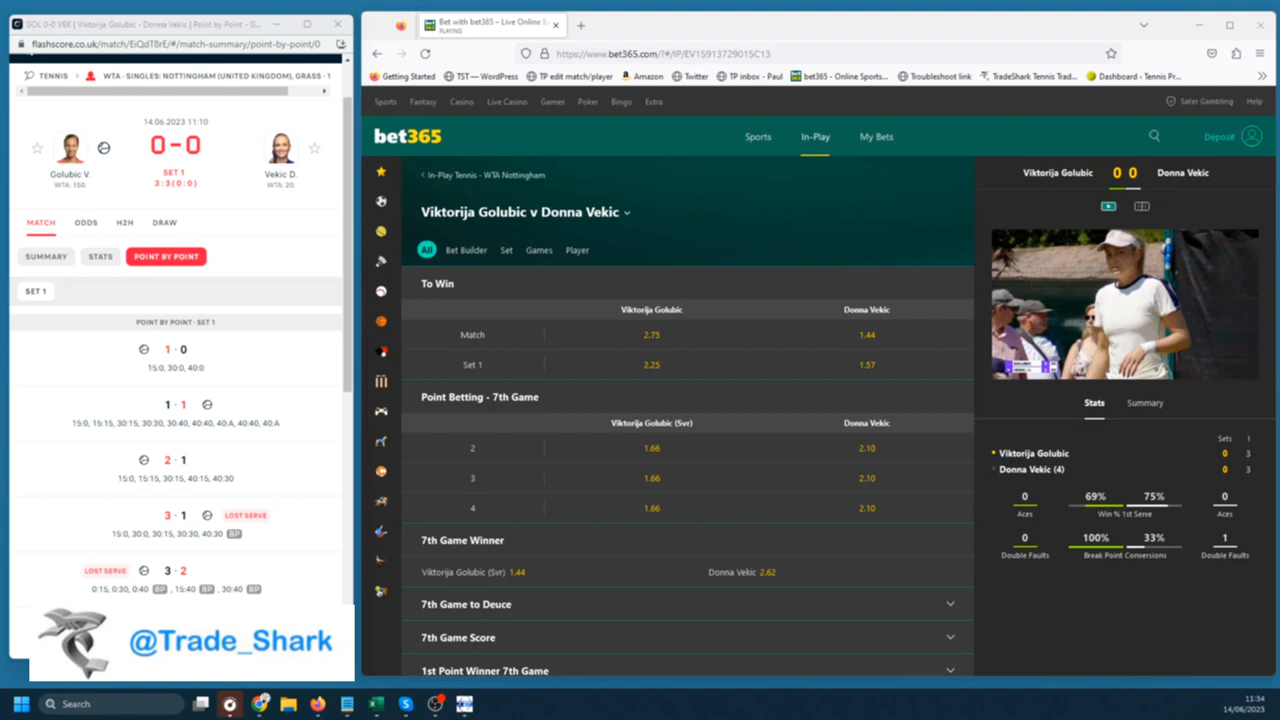 GOL 0-0 VEK | Viktorija Golubic - Donna Vekic | Point by Point - G...
flashscore.co.uk/match/EiQdT8rE/#/match-summary/point-by-point/0
TENNIS > WTA - SINGLES: NOTTINGHAM (UNITED KINGDOM), GRASS - 1
14.06.2023 11:10
0-0
SET 1
3:3(0:0)
Golubic V.
WTA: 150.
Vekic D.
WTA: 20.
MATCH ODDS H2H DRAW
SUMMARY STATS POINT BY POINT
SET 1
POINT BY POINT - SET 1
1 - 0
15:0, 30:0, 40:0
1 - 1
15:0, 15:15, 30:15, 30:30, 30:40, 40:40, 40:A, 40:40, 40:A
2 - 1
15:0, 15:15, 30:15, 40:15, 40:30
3 - 1 LOST SERVE
15:0, 30:0, 30:15, 30:30, 40:30 BP
LOST SERVE 3 - 2
0:15, 0:30, 0:40 BP , 15:40 BP , 30:40 BP
@Trade_Shark
Bet with bet365 – Live Online B
PLAYING
https://www.bet365.com/?#/IP/EV15913729015C13
Getting Started TST — WordPress TP edit match/player Amazon Twitter TP inbox - Paul bet365 - Online Sports... Troubleshoot link TradeShark Tennis Trad... Dashboard ‹ Tennis Pr...
Sports Fantasy Casino Live Casino Games Poker Bingo Extra Safer Gambling Help
bet365 Sports In-Play My Bets Deposit
In-Play Tennis - WTA Nottingham
Viktorija Golubic v Donna Vekic
All Bet Builder Set Games Player
To Win
Viktorija Golubic Donna Vekic
Match 2.75 1.44
Set 1 2.25 1.57
Point Betting - 7th Game
Viktorija Golubic (Svr) Donna Vekic
2 1.66 2.10
3 1.66 2.10
4 1.66 2.10
7th Game Winner
Viktorija Golubic (Svr) 1.44 Donna Vekic 2.62
7th Game to Deuce
7th Game Score
1st Point Winner 7th Game
Viktorija Golubic 0 0 Donna Vekic
Stats Summary
Sets 1
Viktorija Golubic 0 3
Donna Vekic (4) 0 3
0 69% 75% 0
Aces Win % 1st Serve Aces
0 100% 33% 1
Double Faults Break Point Conversions Double Faults
Search
11:34
14/06/2023